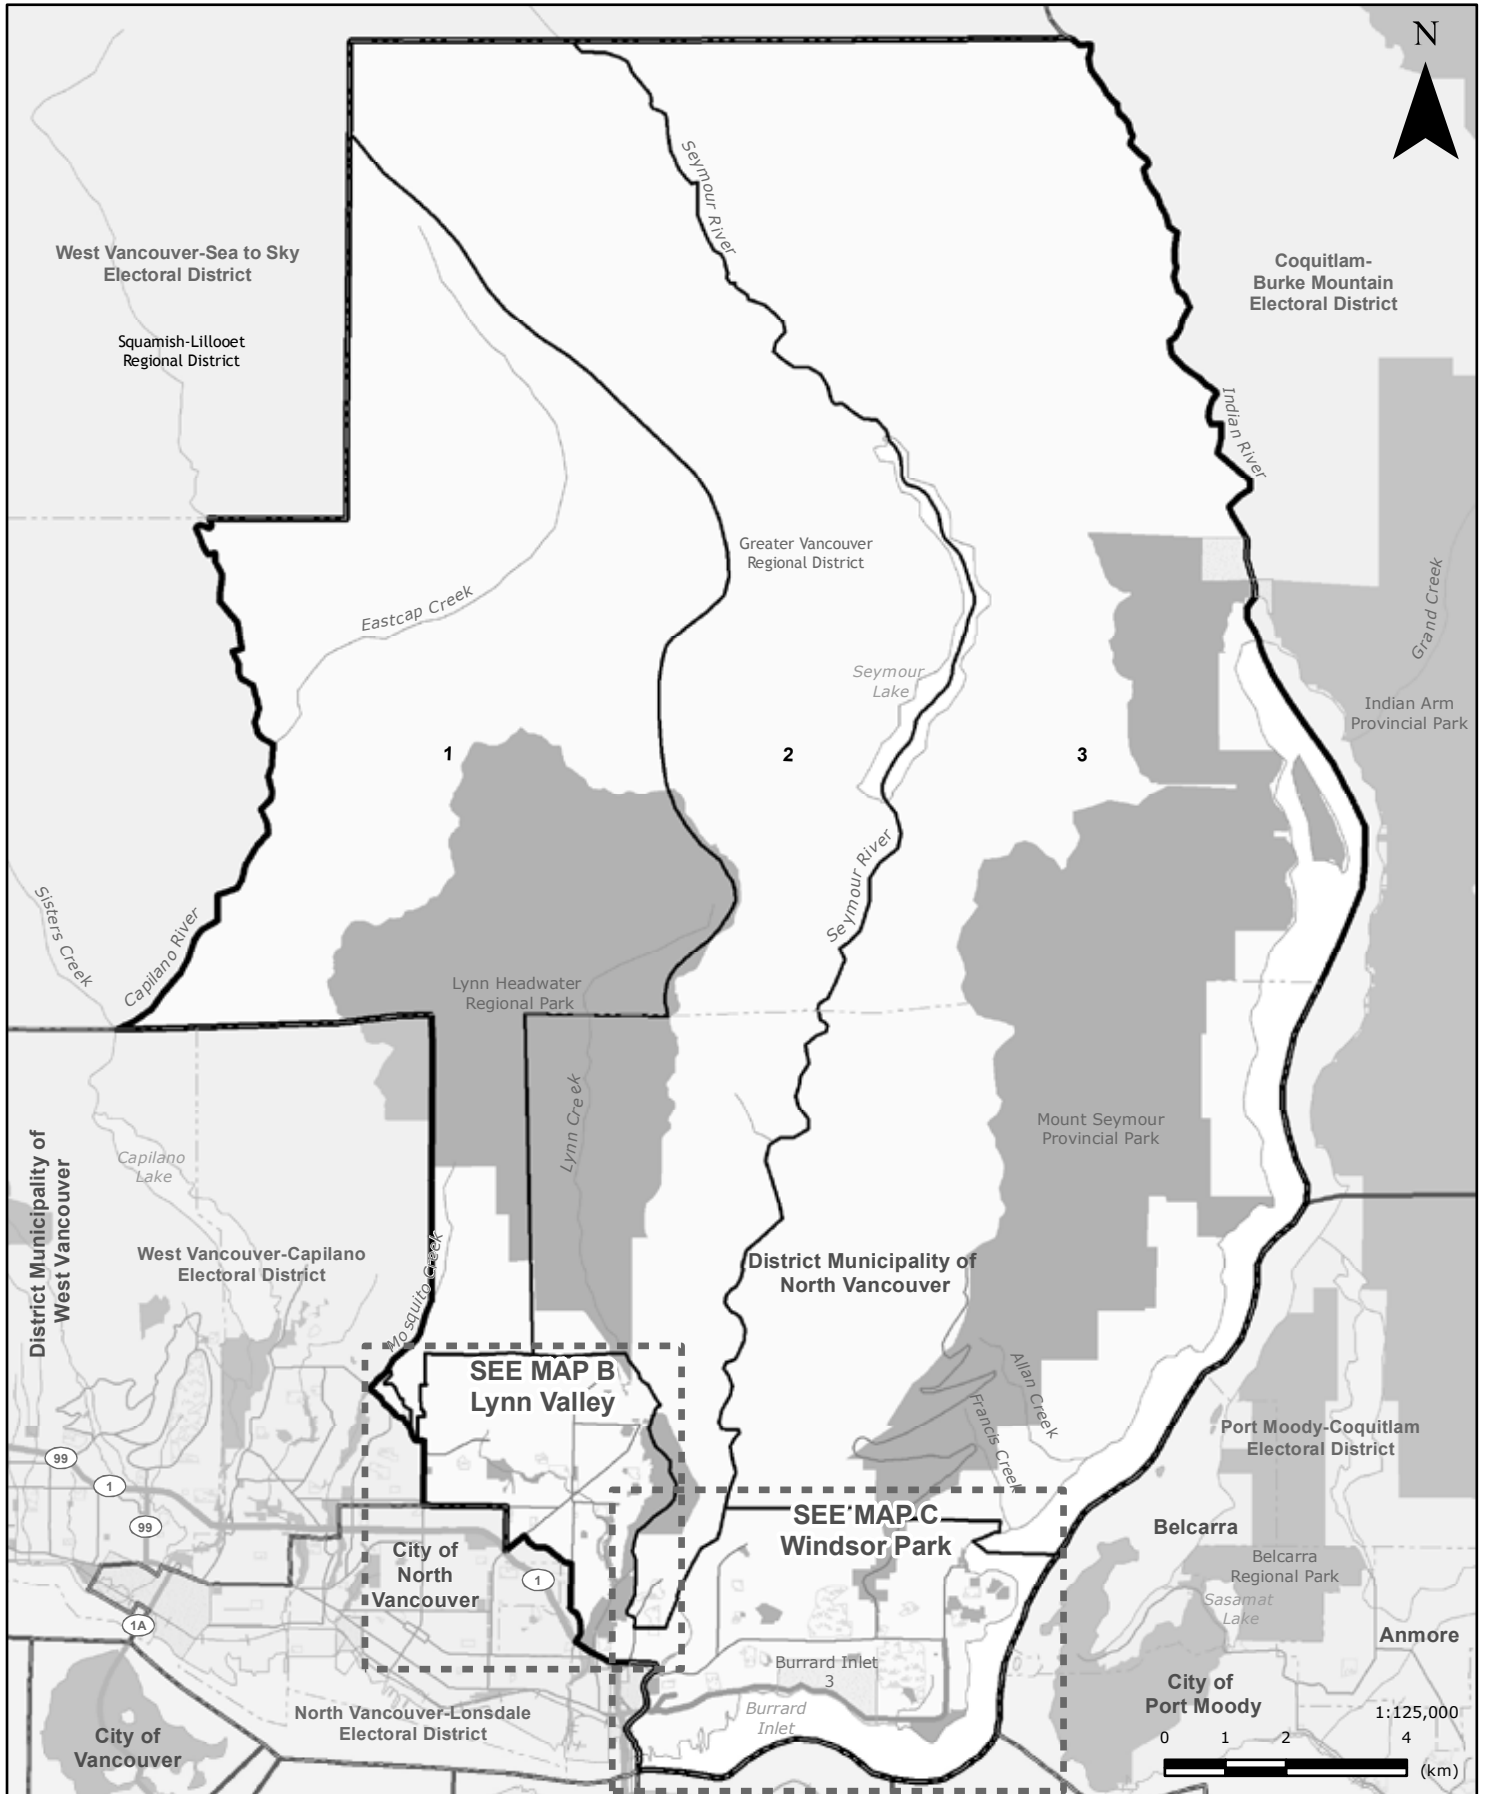 N
Seymour River
West Vancouver-Sea to Sky
Electoral District
Coquitlam-
Burke Mountain
Electoral District
Squamish-Lillooet
Regional District
Indian River
Greater Vancouver
Regional District
Eastcap Creek
Grand Creek
Seymour
Lake
Indian Arm
Provincial Park
1
2
3
Seymour River
Sisters Creek
Capilano River
Lynn Headwater
Regional Park
Lynn Creek
Mount Seymour
Provincial Park
District Municipality of
West Vancouver
Capilano
Lake
West Vancouver-Capilano
Electoral District
Mosquito Creek
District Municipality of
North Vancouver
SEE MAP B
Lynn Valley
Allan Creek
Francis Creek
Port Moody-Coquitlam
Electoral District
99
1
99
SEE MAP C
Windsor Park
Belcarra
City of
North
Vancouver
1
Belcarra
Regional Park
Sasamat
Lake
1A
Anmore
Burrard Inlet
3
City of
Port Moody
North Vancouver-Lonsdale
Electoral District
Burrard
Inlet
City of
Vancouver
1:125,000
0 1 2 4
(km)